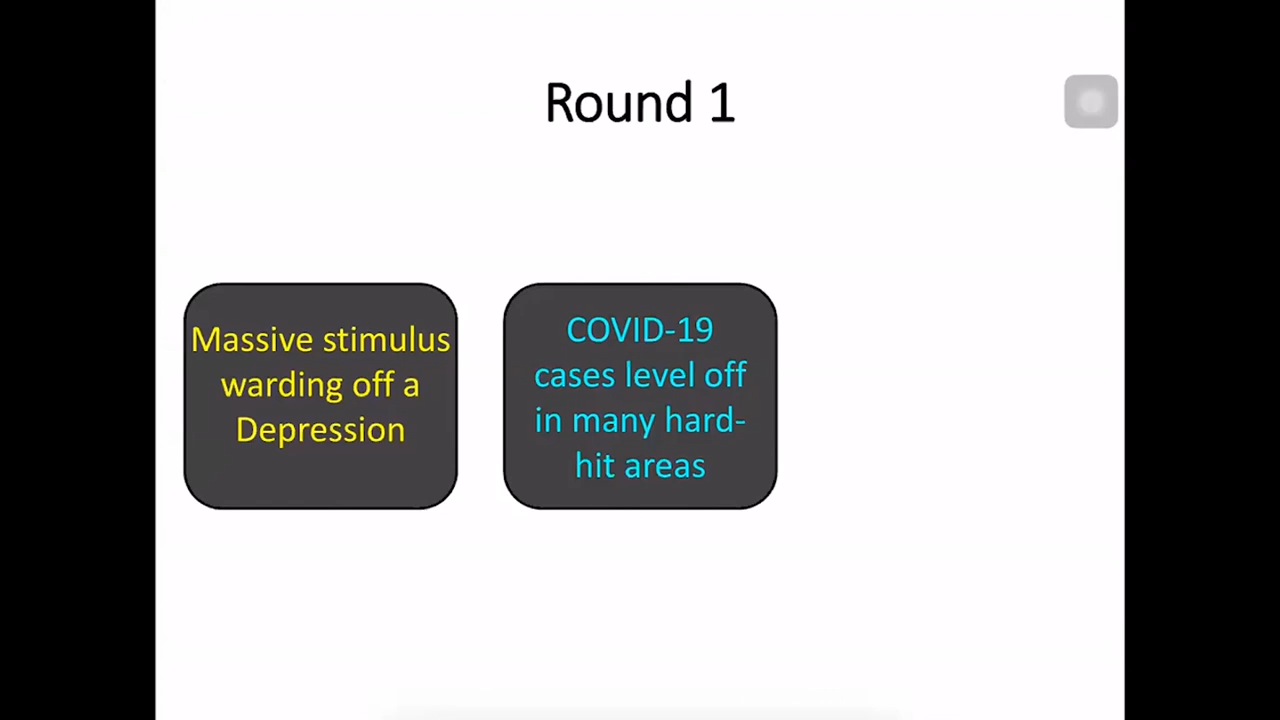 Round 1
Massive stimulus
warding off a
Depression
COVID-19
cases level off
in many hard-
hit areas